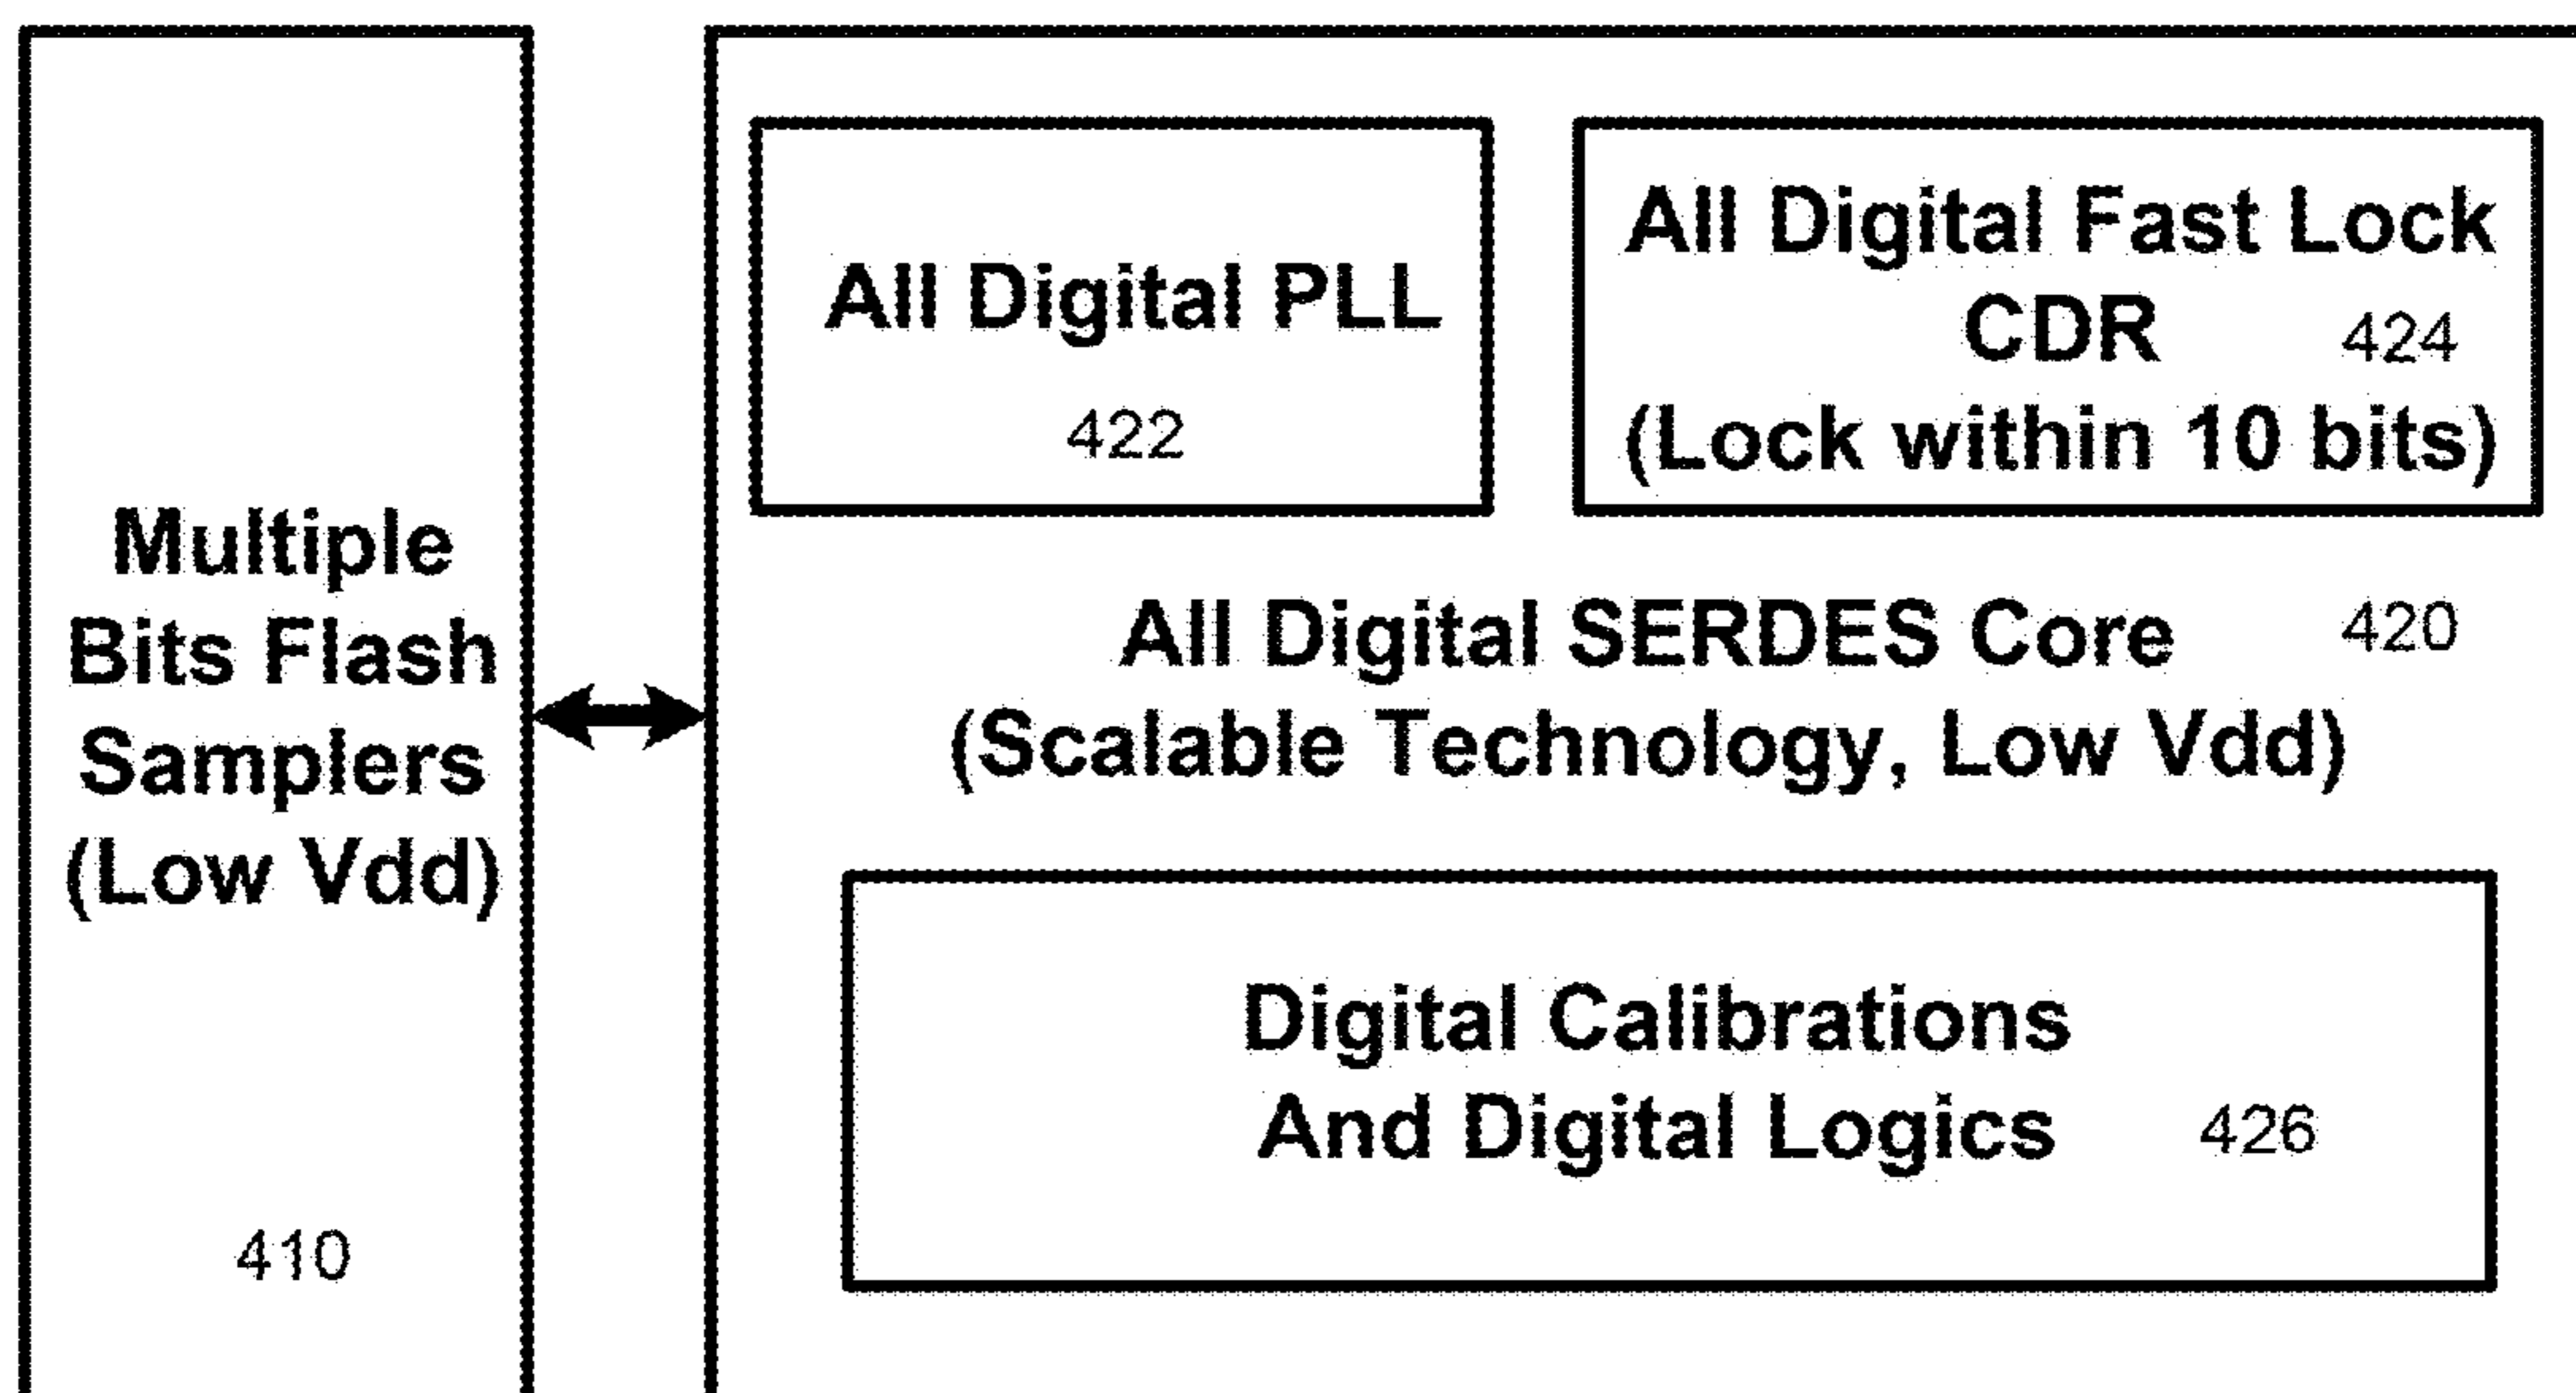 Multiple
Bits Flash
Samplers
(Low Vdd)
410
All Digital PLL
422
All Digital Fast Lock
CDR 424
(Lock within 10 bits)
All Digital SERDES Core 420
(Scalable Technology, Low Vdd)
Digital Calibrations
And Digital Logics 426